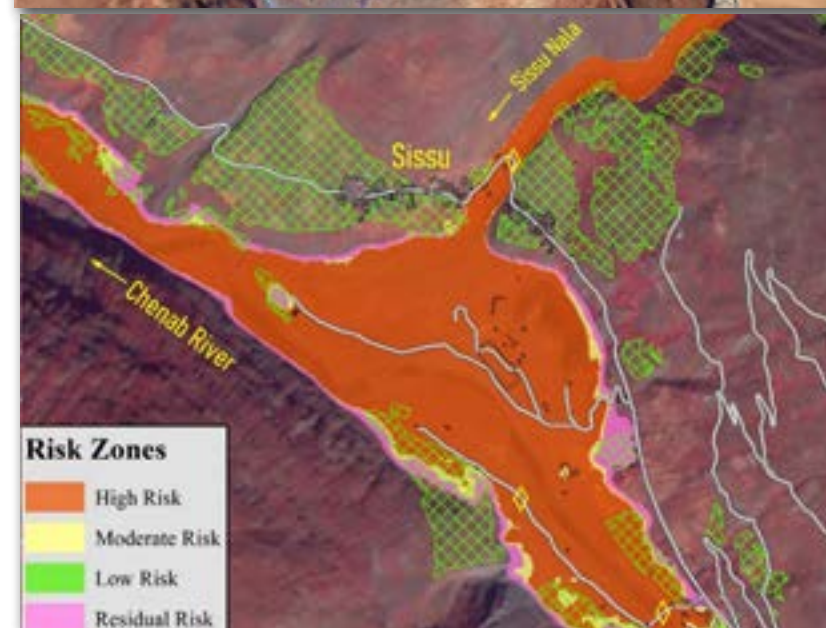 Sissu Nala
Sissu
Chenab River
Risk Zones
High Risk
Moderate Risk
Low Risk
Residual Risk